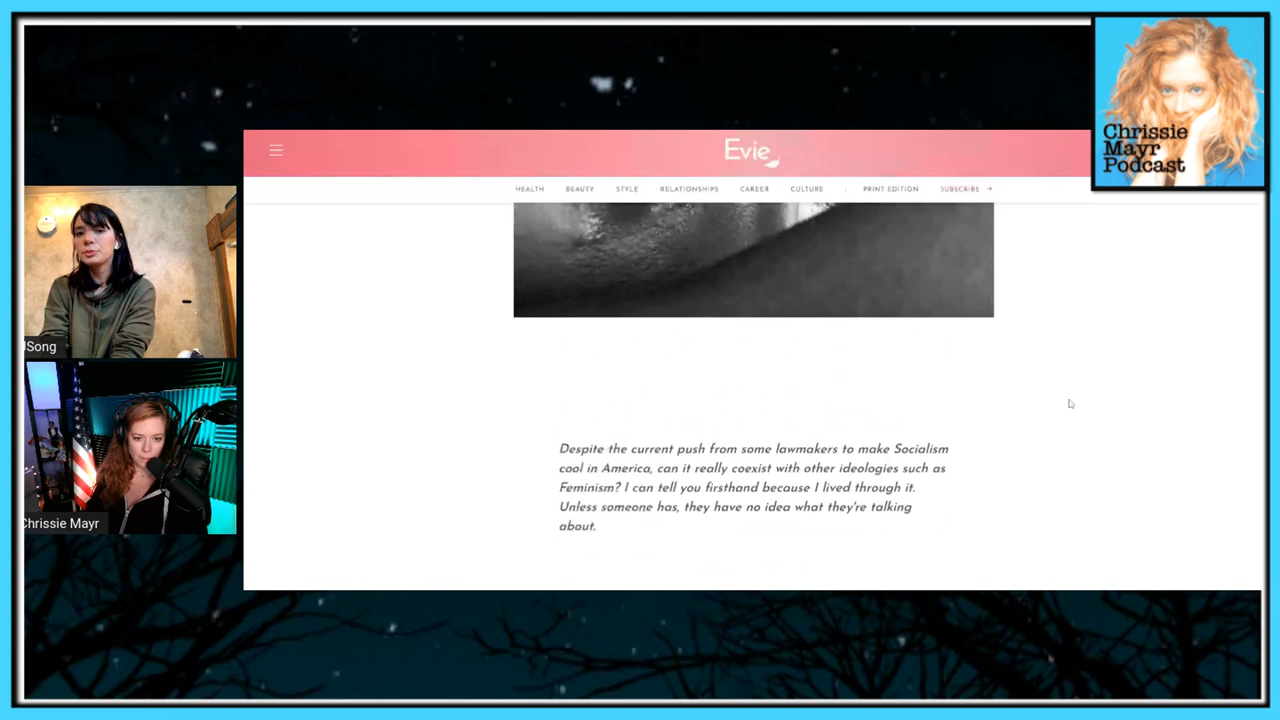 Chrissie
Mayr
Podcast
Evie
HEALTH BEAUTY STYLE RELATIONSHIPS CAREER CULTURE | PRINT EDITION SUBSCRIBE →
JSong
Chrissie Mayr
Despite the current push from some lawmakers to make Socialism
cool in America, can it really coexist with other ideologies such as
Feminism? I can tell you firsthand because I lived through it.
Unless someone has, they have no idea what they're talking
about.